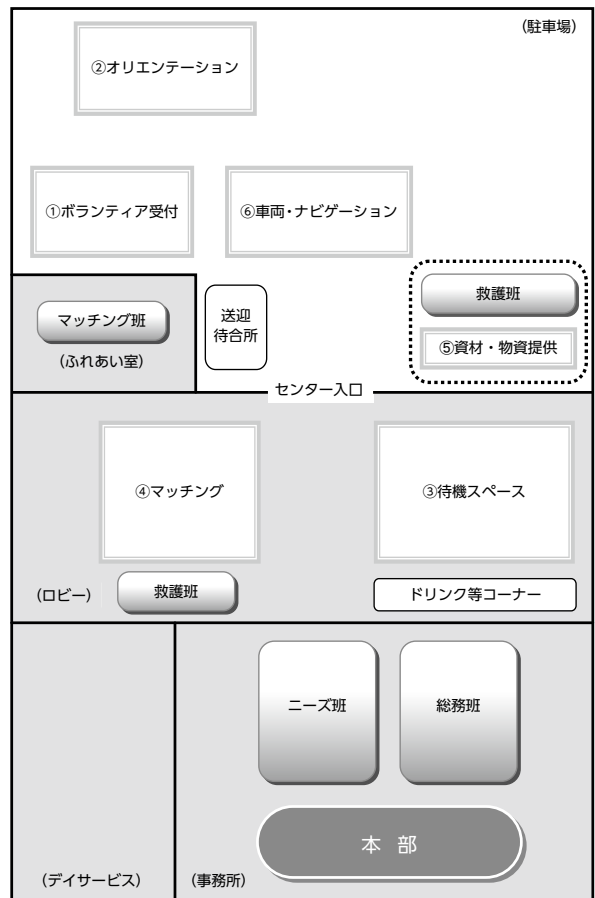 (駐車場)
②オリエンテーション
①ボランティア受付
⑥車両・ナビゲーション
マッチング班
(ふれあい室)
送迎
待合所
救護班
⑤資材・物資提供
センター入口
④マッチング
③待機スペース
(ロビー)
救護班
ドリンク等コーナー
ニーズ班
総務班
本 部
(デイサービス)
(事務所)